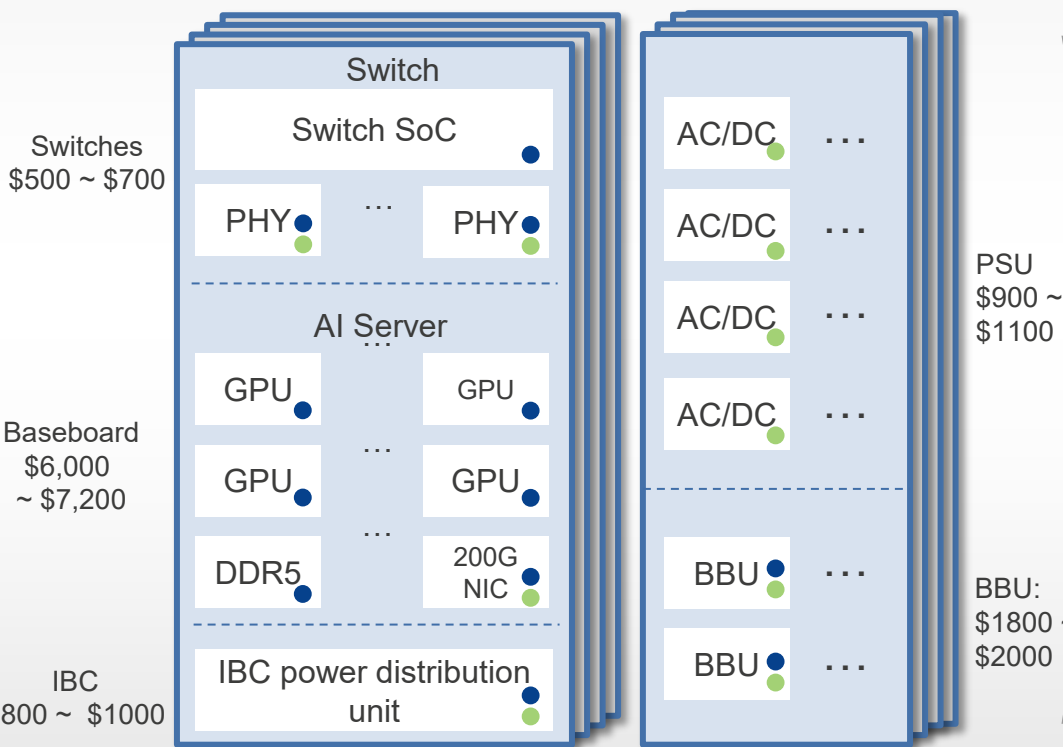 Switches
$500 ~ $700
Baseboard
$6,000
~ $7,200
IBC
800 ~ $1000
Switch
Switch SoC
PHY ... PHY
AI Server
...
GPU GPU
...
GPU GPU
...
DDR5 200G
NIC
IBC power distribution
unit
AC/DC ...
AC/DC ...
AC/DC ...
AC/DC ...
BBU ...
BBU ...
PSU
$900 ~
$1100
BBU:
$1800 ~
$2000